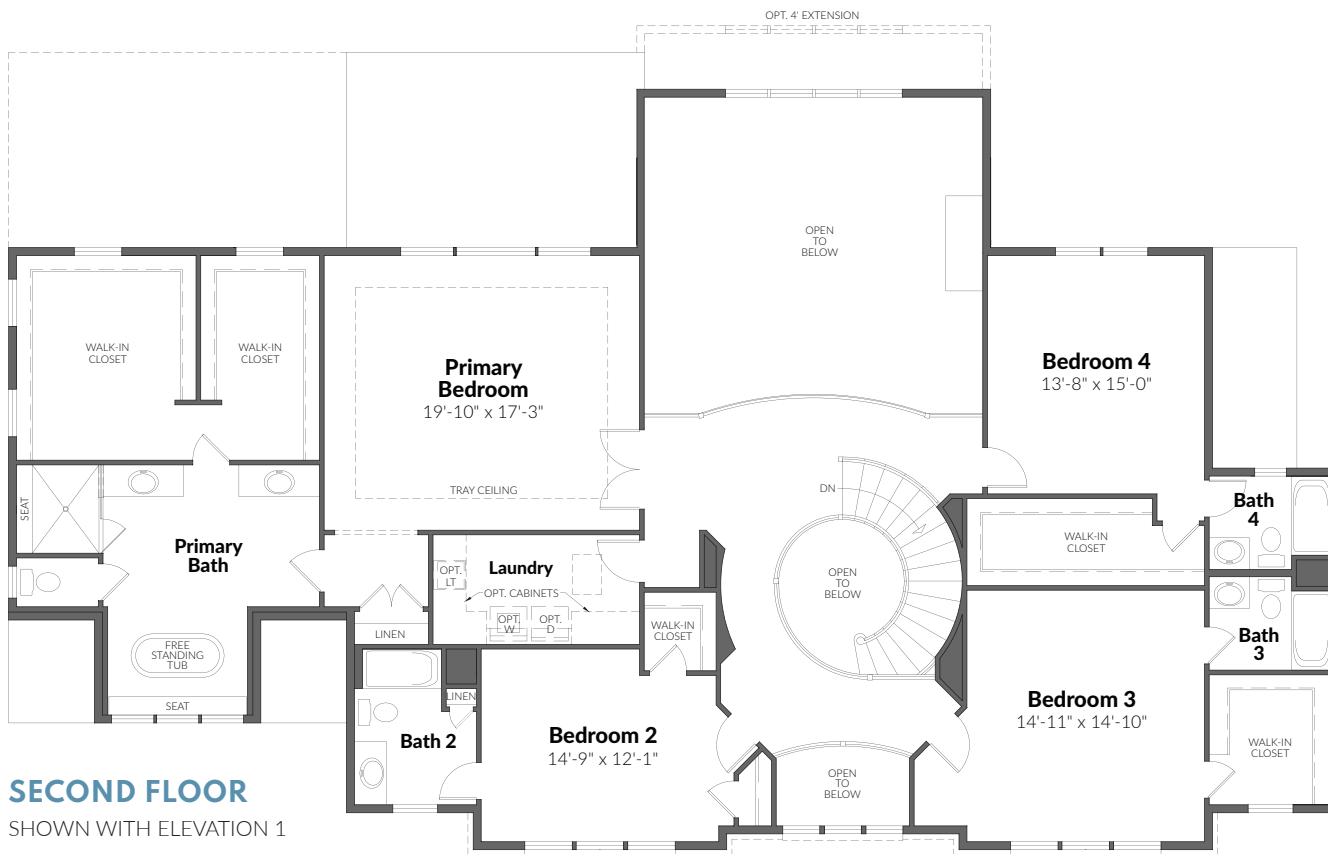 OPT. 4' EXTENSION
OPEN
TO
BELOW
WALK-IN
CLOSET
WALK-IN
CLOSET
Primary
Bedroom
19'-10" x 17'-3"
TRAY CEILING
Bedroom 4
13'-8" x 15'-0"
SEAT
Primary
Bath
DN
Bath
4
WALK-IN
CLOSET
OPT.
LT
Laundry
OPT. CABINETS
OPT.
W
OPT.
D
OPEN
TO
BELOW
LINEN
WALK-IN
CLOSET
Bath
3
FREE
STANDING
TUB
SEAT
LINEN
Bath 2
Bedroom 2
14'-9" x 12'-1"
Bedroom 3
14'-11" x 14'-10"
WALK-IN
CLOSET
OPEN
TO
BELOW
SECOND FLOOR
SHOWN WITH ELEVATION 1